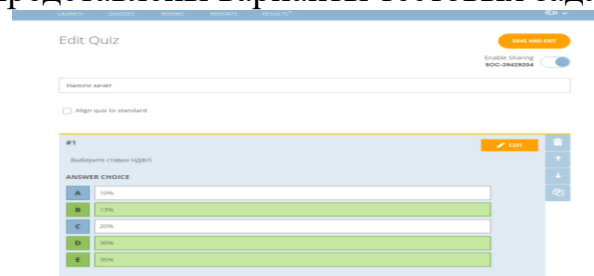 представлены варианты тестовых зада
LAUNCH QUIZZES ROOMS REPORTS RESULTS
Edit Quiz
SAVE AND EXIT
Enable Sharing
SOC-28429204
Налоги зачет
Align quiz to standard
#1
EDIT
Выберите ставки НДФЛ
ANSWER CHOICE
A 10%
B 13%
C 20%
D 30%
E 35%